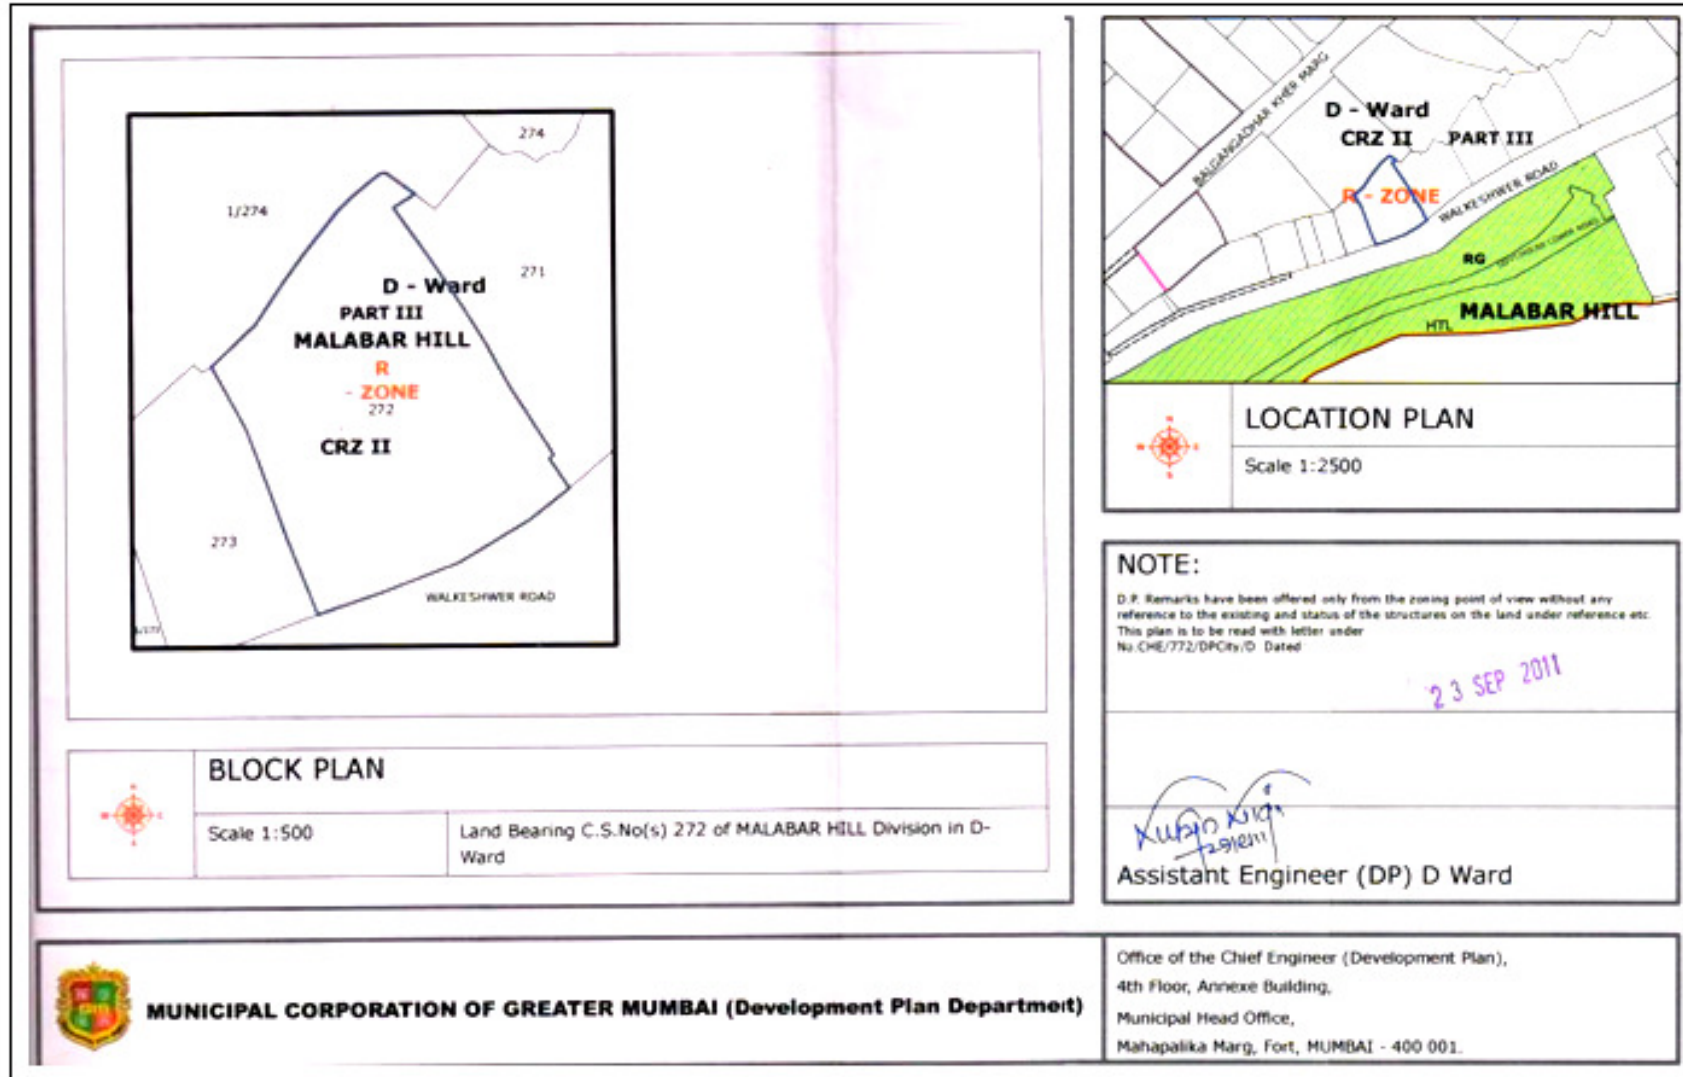 274
1/274
271
D - Ward
PART III
MALABAR HILL
R
- ZONE
272
CRZ II
273
WALKESHWER ROAD
BLOCK PLAN
Scale 1:500
Land Bearing C.S.No(s) 272 of MALABAR HILL Division in D-
Ward
BALGANGADHAR KHER MARG
D - Ward
CRZ II
PART III
R - ZONE
WALKESHWER ROAD
RG
MALABAR HILL
HTL
N
W
E
S
LOCATION PLAN
Scale 1:2500
NOTE:
D.P. Remarks have been offered only from the zoning point of view without any
reference to the existing and status of the structures on the land under reference etc.
This plan is to be read with letter under
No.CHE/772/DPCity/D Dated
23 SEP 2011
Assistant Engineer (DP) D Ward
MUNICIPAL CORPORATION OF GREATER MUMBAI (Development Plan Departmet)
Office of the Chief Engineer (Development Plan),
4th Floor, Annexe Building,
Municipal Head Office,
Mahapalika Marg, Fort, MUMBAI - 400 001.